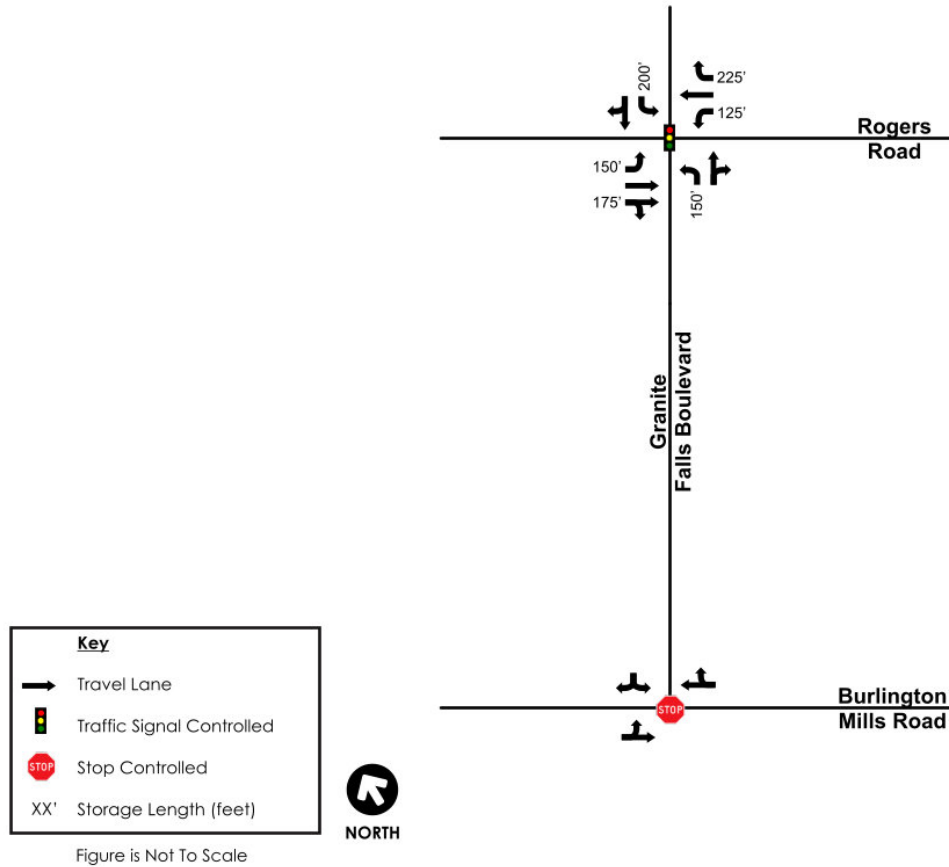 200'
225'
125'
Rogers
Road
150'
175'
150'
Granite
Falls Boulevard
Key
Travel Lane
Traffic Signal Controlled
STOP
Stop Controlled
XX'
Storage Length (feet)
NORTH
Figure is Not To Scale
STOP
Burlington
Mills Road